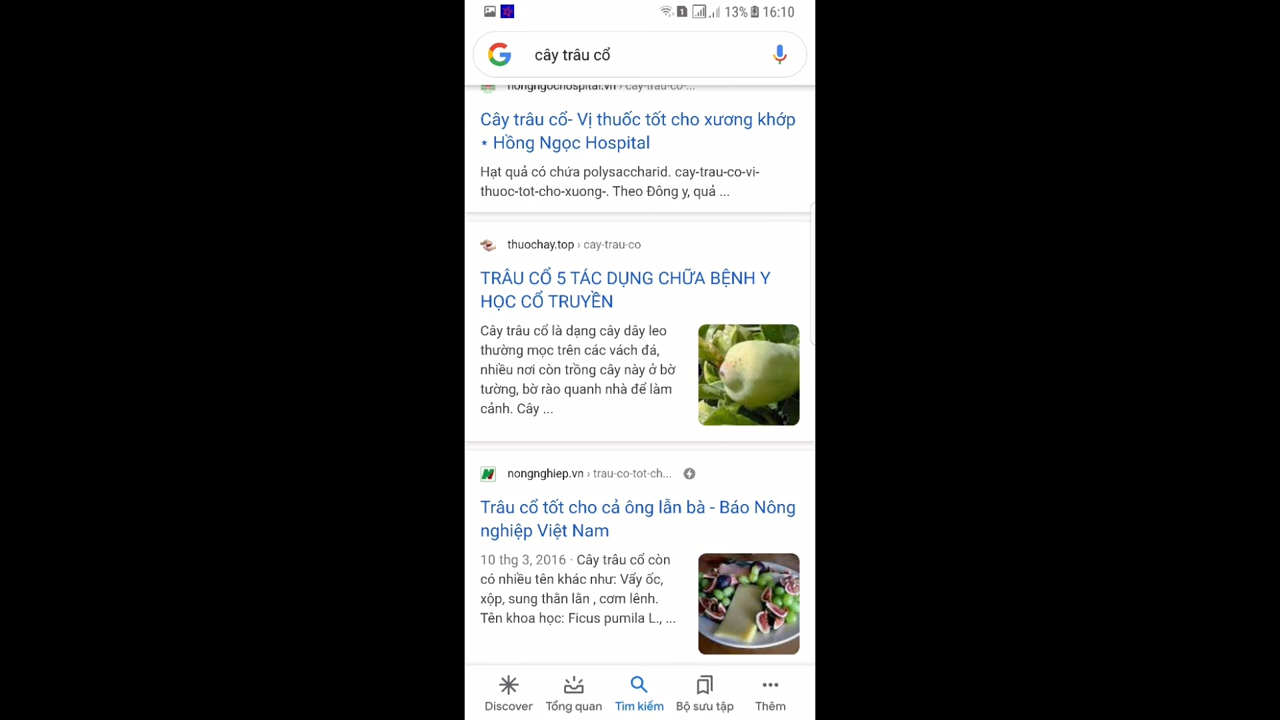 13% 16:10
cây trâu cổ
hongngochospital.vn › cay-trau-co-...
Cây trâu cổ- Vị thuốc tốt cho xương khớp
⋆ Hồng Ngọc Hospital
Hạt quả có chứa polysaccharid. cay-trau-co-vi-
thuoc-tot-cho-xuong-. Theo Đông y, quả ...
thuochay.top › cay-trau-co
TRÂU CỔ 5 TÁC DỤNG CHỮA BỆNH Y
HỌC CỔ TRUYỀN
Cây trâu cổ là dạng cây dây leo
thường mọc trên các vách đá,
nhiều nơi còn trồng cây này ở bờ
tường, bờ rào quanh nhà để làm
cảnh. Cây ...
nongnghiep.vn › trau-co-tot-ch...
Trâu cổ tốt cho cả ông lẫn bà - Báo Nông
nghiệp Việt Nam
10 thg 3, 2016 · Cây trâu cổ còn
có nhiều tên khác như: Vẩy ốc,
xộp, sung thằn lằn , cơm lênh.
Tên khoa học: Ficus pumila L., ...
Discover Tổng quan Tìm kiếm Bộ sưu tập Thêm